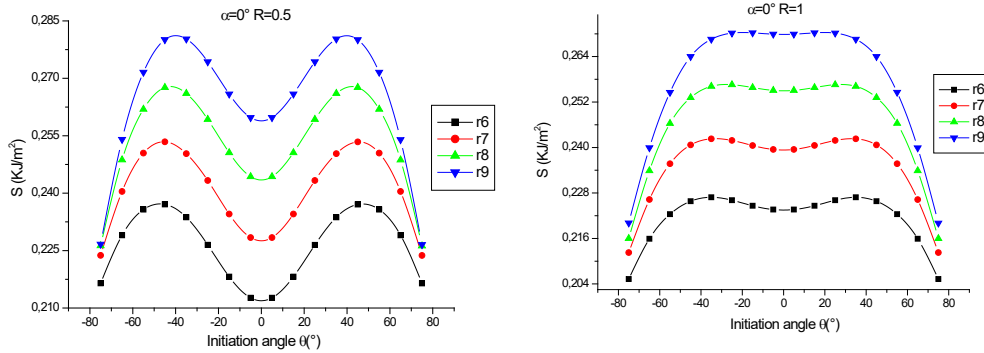 α=0° R=0.5
S (KJ/m²)
0,285
0,270
0,255
0,240
0,225
0,210
-80 -60 -40 -20 0 20 40 60 80
Initiation angle θ(°)
r6
r7
r8
r9
α=0° R=1
S (KJ/m²)
0,264
0,252
0,240
0,228
0,216
0,204
-80 -60 -40 -20 0 20 40 60 80
Initiation angle θ(°)
r6
r7
r8
r9